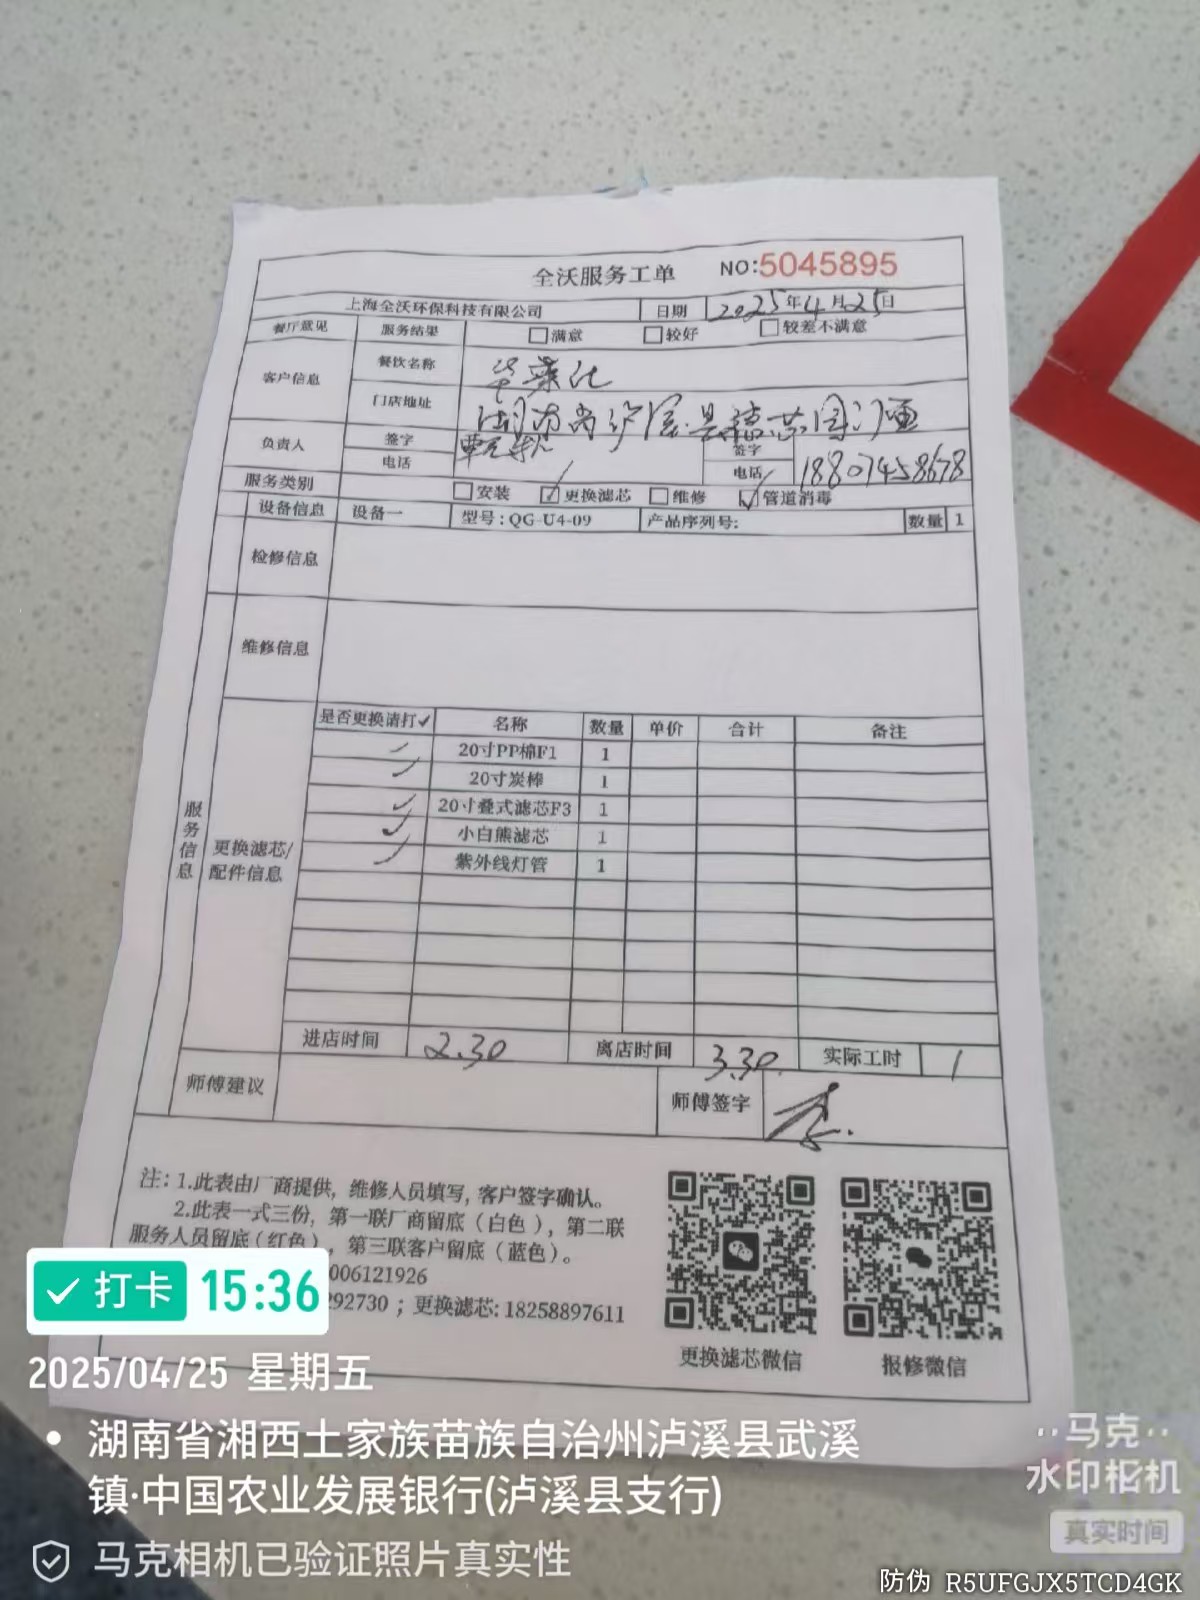 全沃服务工单 NO:5045895
上海全沃环保科技有限公司 日期 2025年4月25日
餐厅意见 服务结果 满意 较好 较差不满意
客户信息 餐饮名称 华莱仕
门店地址 湖南省泸溪县
负责人 签字 签字
电话 电话 18807458678
服务类别 安装 更换滤芯 维修 管道消毒
设备信息 设备一 型号:QG-U4-09 产品序列号: 数量 1
检修信息
维修信息
服务信息
更换滤芯/配件信息
是否更换请打✓ 名称 数量 单价 合计 备注
✓ 20寸PP棉F1 1
✓ 20寸炭棒 1
✓ 20寸叠式滤芯F3 1
✓ 小白熊滤芯 1
✓ 紫外线灯管 1
进店时间 2.30 离店时间 3.30 实际工时 1
师傅建议 师傅签字 李
注: 1.此表由厂商提供, 维修人员填写, 客户签字确认。
2.此表一式三份, 第一联厂商留底(白色), 第二联
服务人员留底(红色), 第三联客户留底(蓝色)。
006121926
292730 ; 更换滤芯: 18258897611
更换滤芯微信 报修微信
打卡 15:36
2025/04/25 星期五
湖南省湘西土家族苗族自治州泸溪县武溪
镇·中国农业发展银行(泸溪县支行)
马克相机已验证照片真实性
马克
水印相机
真实时间
防伪 R5UFGJX5TCD4GK